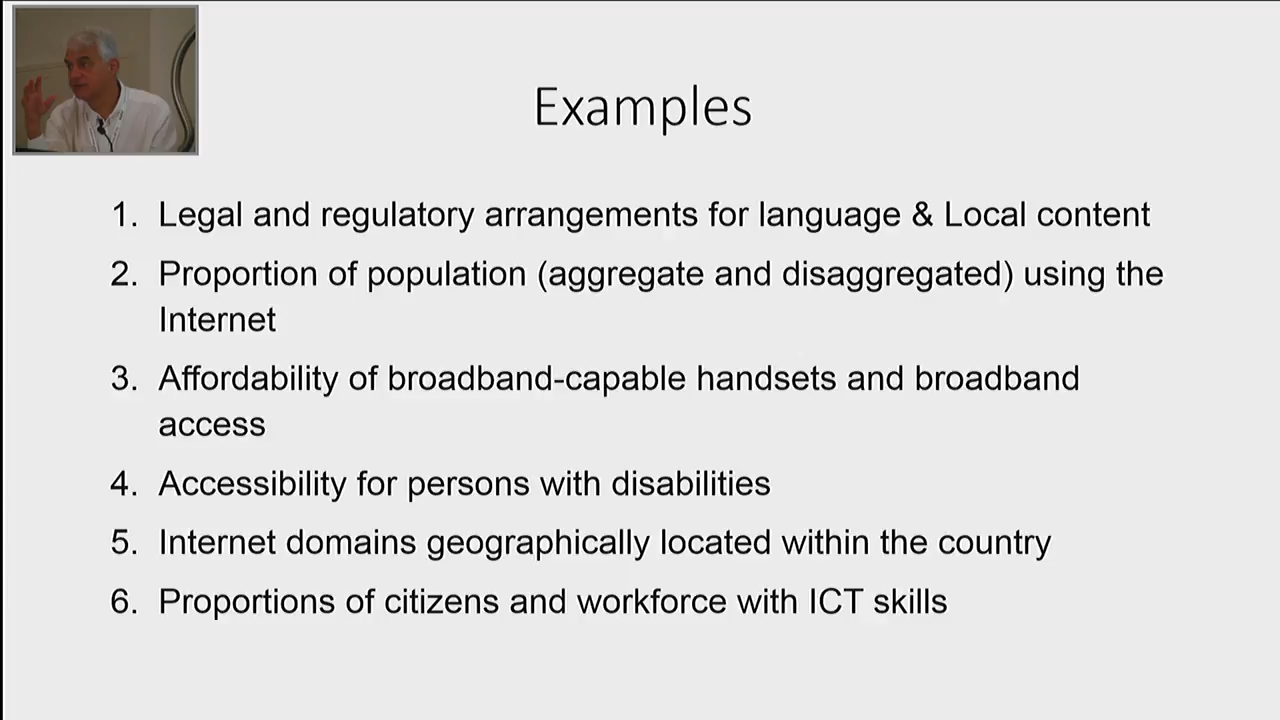 Examples
1. Legal and regulatory arrangements for language & Local content
2. Proportion of population (aggregate and disaggregated) using the
Internet
3. Affordability of broadband-capable handsets and broadband
access
4. Accessibility for persons with disabilities
5. Internet domains geographically located within the country
6. Proportions of citizens and workforce with ICT skills